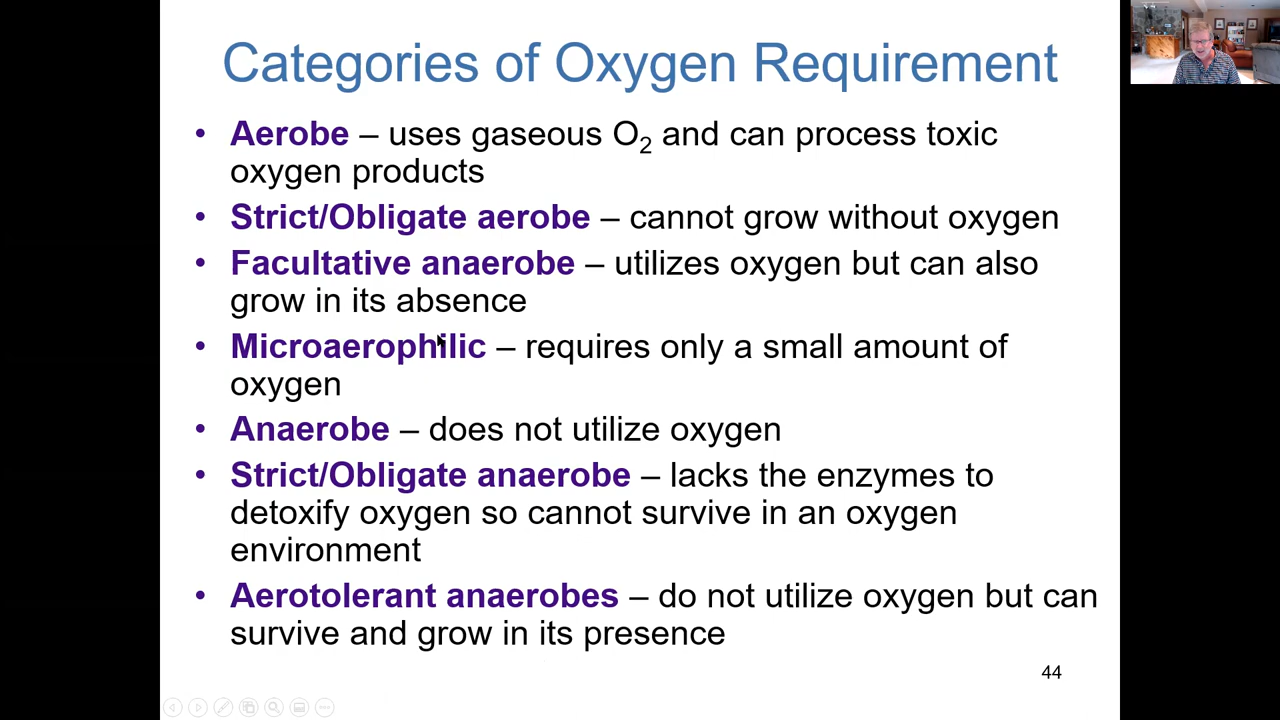 Categories of Oxygen Requirement
• Aerobe – uses gaseous O₂ and can process toxic
oxygen products
• Strict/Obligate aerobe – cannot grow without oxygen
• Facultative anaerobe – utilizes oxygen but can also
grow in its absence
• Microaerophilic – requires only a small amount of
oxygen
• Anaerobe – does not utilize oxygen
• Strict/Obligate anaerobe – lacks the enzymes to
detoxify oxygen so cannot survive in an oxygen
environment
• Aerotolerant anaerobes – do not utilize oxygen but can
survive and grow in its presence
44